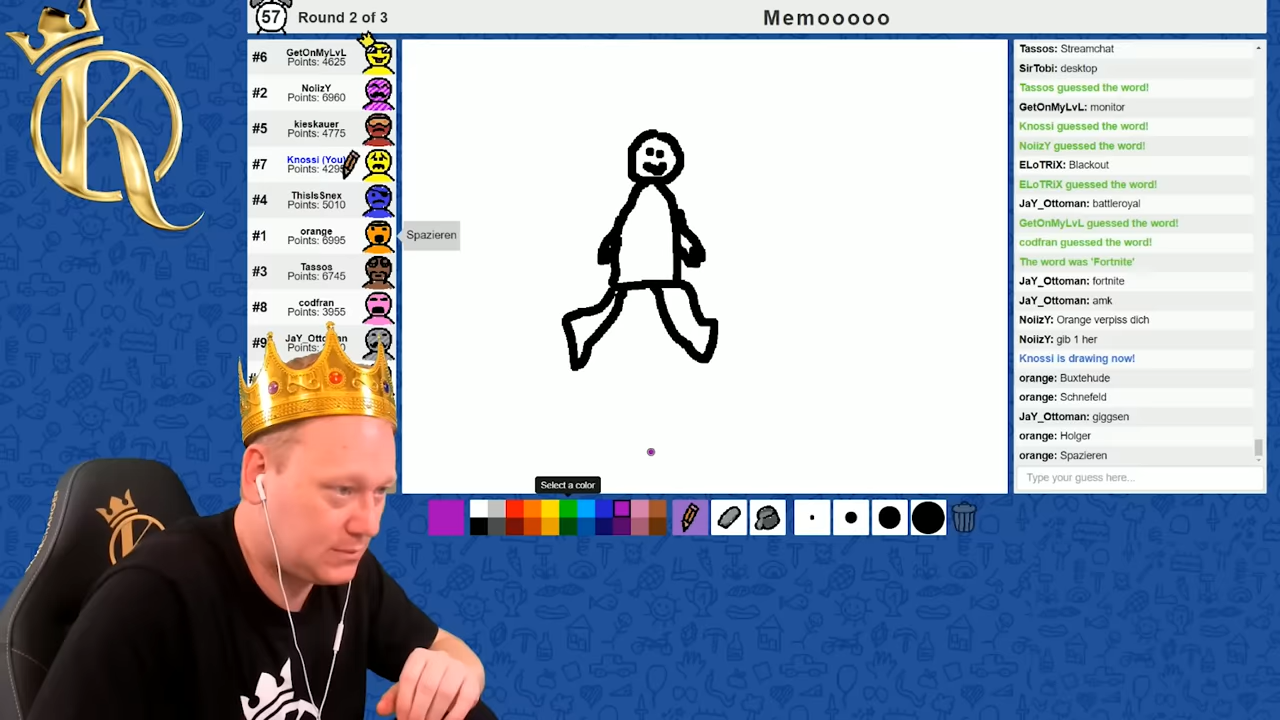 K
57
Round 2 of 3
Memooooo
#6
GetOnMyLvL
Points: 4625
#2
NoiizY
Points: 6960
#5
kieskauer
Points: 4775
#7
Knossi (You)
Points: 4295
#4
ThisIsSnex
Points: 5010
#1
orange
Points: 6995
Spazieren
#3
Tassos
Points: 6745
#8
codfran
Points: 3955
#9
Tassos: Streamchat
SirTobi: desktop
Tassos guessed the word!
GetOnMyLvL: monitor
Knossi guessed the word!
NoiizY guessed the word!
ELoTRiX: Blackout
ELoTRiX guessed the word!
JaY_Ottoman: battleroyal
GetOnMyLvL guessed the word!
codfran guessed the word!
The word was 'Fortnite'
JaY_Ottoman: fortnite
JaY_Ottoman: amk
NoiizY: Orange verpiss dich
NoiizY: gib 1 her
Knossi is drawing now!
orange: Buxtehude
orange: Schnefeld
JaY_Ottoman: glggsen
orange: Holger
orange: Spazieren
Type your guess here...
Select a color